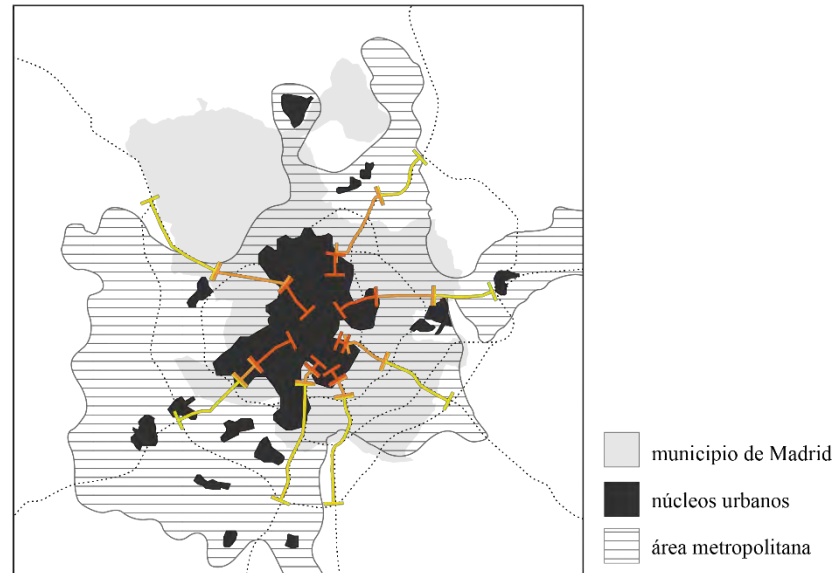 municipio de Madrid
núcleos urbanos
área metropolitana